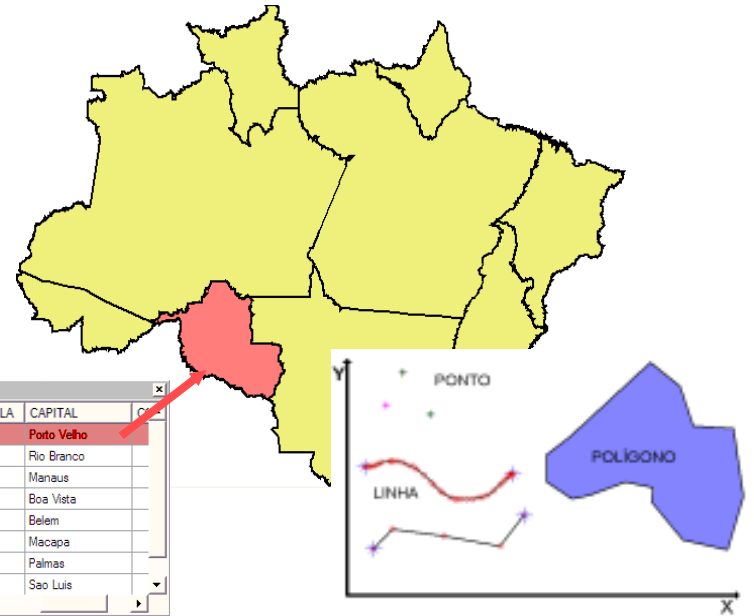 LA CAPITAL
Porto Velho
Rio Branco
Manaus
Boa Vista
Belem
Macapa
Palmas
Sao Luis
Y
PONTO
LINHA
POLÍGONO
X